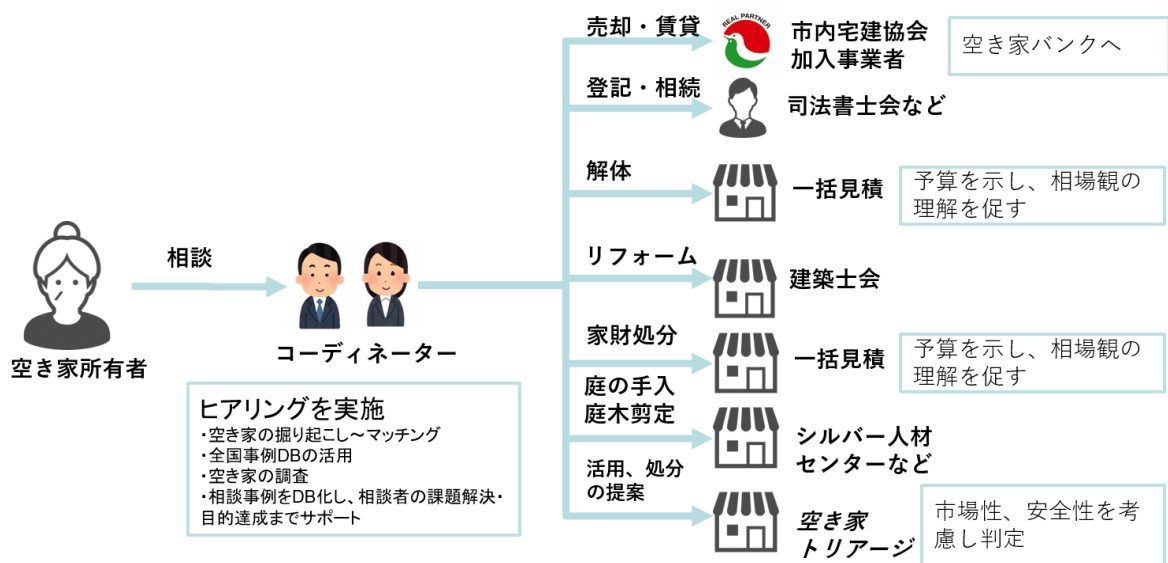 売却・賃貸
REAL PARTNER
市内宅建協会
加入事業者
空き家バンクへ
登記・相続
司法書士会など
解体
一括見積
予算を示し、相場観の
理解を促す
相談
空き家所有者
コーディネーター
ヒアリングを実施
・空き家の掘り起こし～マッチング
・全国事例DBの活用
・空き家の調査
・相談事例をDB化し、相談者の課題解決・
目的達成までサポート
リフォーム
建築士会
家財処分
一括見積
予算を示し、相場観の
理解を促す
庭の手入
庭木剪定
シルバー人材
センターなど
活用、処分
の提案
空き家
トリアージ
市場性、安全性を考
慮し判定